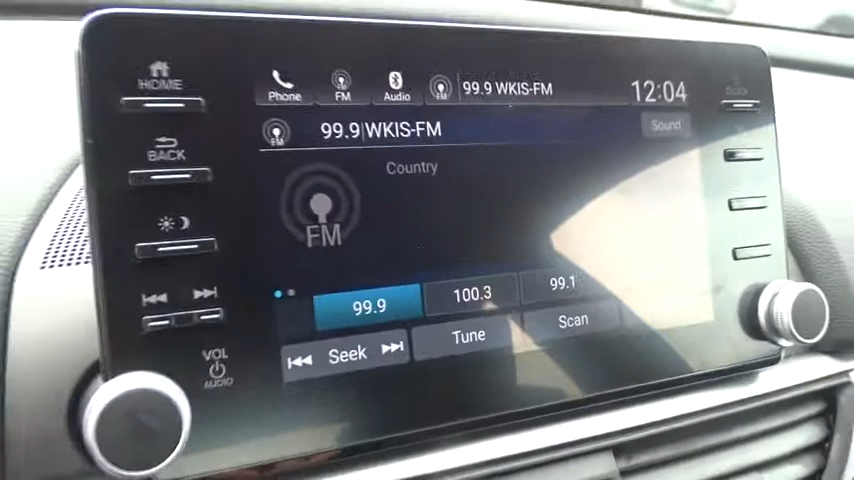 HOME
Phone
FM
Audio
FM
99.9 WKIS-FM
12:04
CLOCK
FM
99.9|WKIS-FM
Sound
BACK
Country
FM
99.9
100.3
99.1
Seek
Tune
Scan
VOL
AUDIO